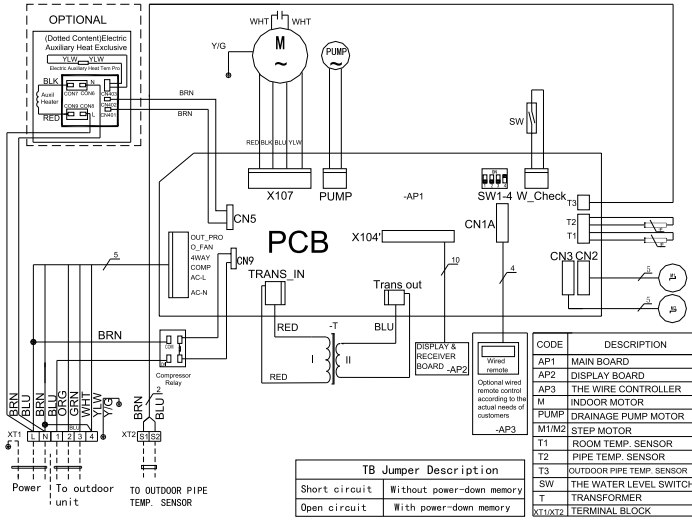 OPTIONAL
(Dotted Content)Electric
Auxiliary Heat Exclusive
YLW YLW
Electric Auxiliary Heat Tem Pro
BLK
N
CON7 CON6
CN403
CN402
CN401
Auxil
Heater
CON9 CON8
L
RED
WHT
WHT
Y/G
M
~
PUMP
~
BRN
BRN
RED BLK BLU YLW
SW
ON
X107
PUMP
-AP1
SW1-4
W_Check
T3
T2
T1
CN5
CN1A
X104'
PCB
OUT_PRO
O_FAN
4WAY
COMP
AC-L
AC-N
CN9
TRANS_IN
Trans out
CN3 CN2
5
10
4
5
5
BRN
COM
Compressor
Relay
RED
-T
BLU
I
II
RED
DISPLAY &
RECEIVER
BOARD
-AP2
Wired
remote
Optional wired
remote control
according to the
actual needs of
customers
-AP3
BRN
BLU
BRN
BLU
ORG
GRN
WHT
YLW
Y/G
BLU
2
BRN
BLU
XT1
L N 1 2 3 4
XT2 S1 S2
Power
To outdoor
unit
TO OUTDOOR PIPE
TEMP. SENSOR
TB Jumper Description
Short circuit Without power-down memory
Open circuit With power-down memory
CODE DESCRIPTION
AP1 MAIN BOARD
AP2 DISPLAY BOARD
AP3 THE WIRE CONTROLLER
M INDOOR MOTOR
PUMP DRAINAGE PUMP MOTOR
M1/M2 STEP MOTOR
T1 ROOM TEMP. SENSOR
T2 PIPE TEMP. SENSOR
T3 OUTDOOR PIPE TEMP. SENSOR
SW THE WATER LEVEL SWITCH
T TRANSFORMER
XT1/XT2 TERMINAL BLOCK